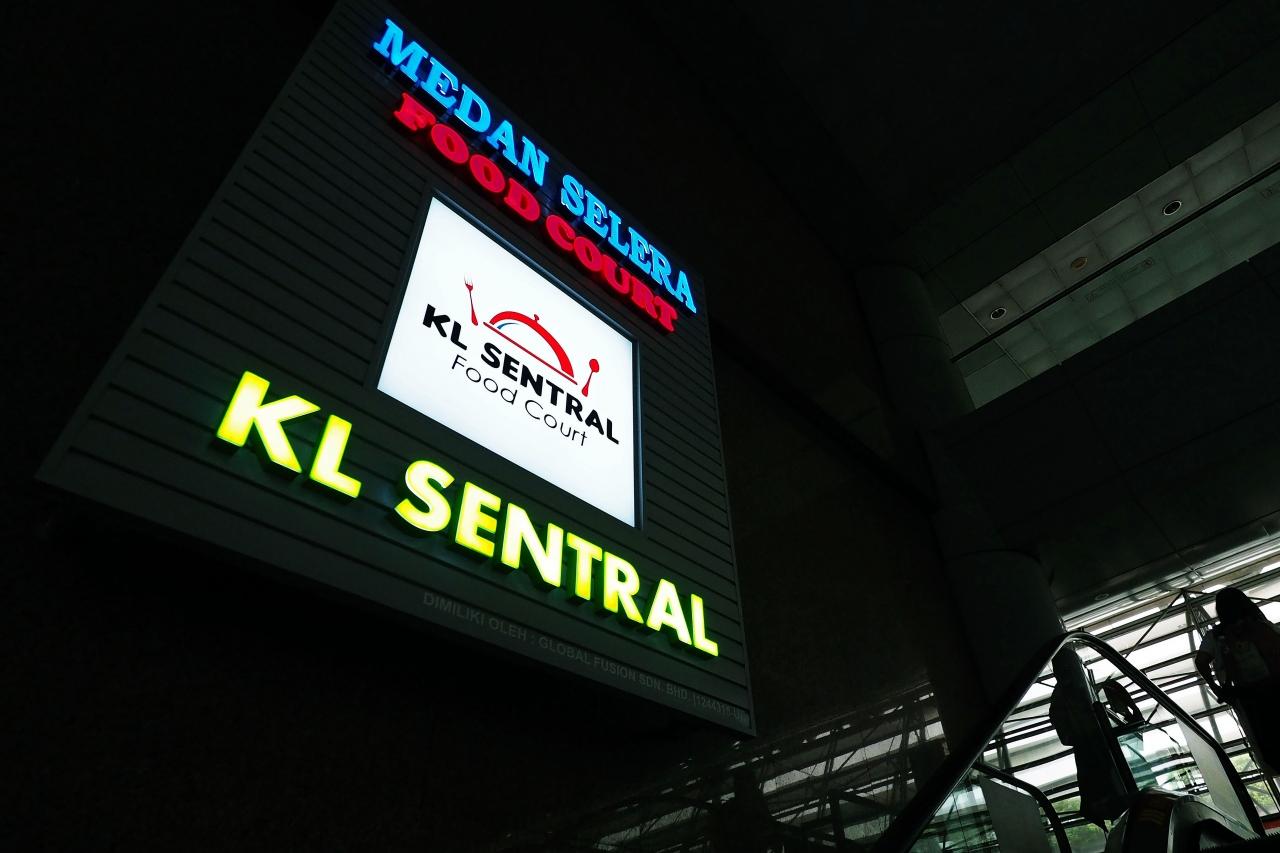 MEDAN SELERA
FOOD COURT
KL SENTRAL
Food Court
KL SENTRAL
DIMILIKI OLEH : GLOBAL FUSION SDN. BHD.